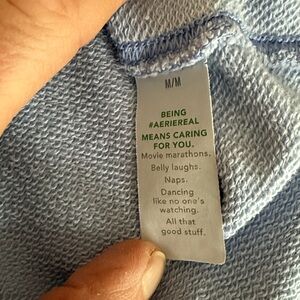 M/M
BEING
#AERIEREAL
MEANS CARING
FOR YOU.
Movie marathons.
Belly laughs.
Naps.
Dancing
like no one's
watching.
All that
good stuff.